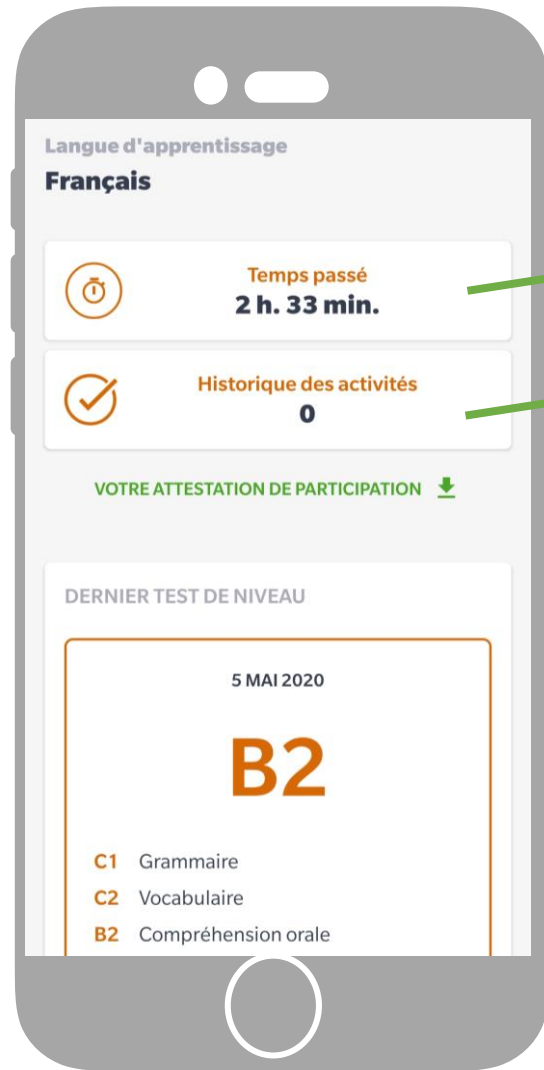 Langue d'apprentissage
Français
Temps passé
2 h. 33 min.
Historique des activités
0
VOTRE ATTESTATION DE PARTICIPATION
DERNIER TEST DE NIVEAU
5 MAI 2020
B2
C1 Grammaire
C2 Vocabulaire
B2 Compréhension orale